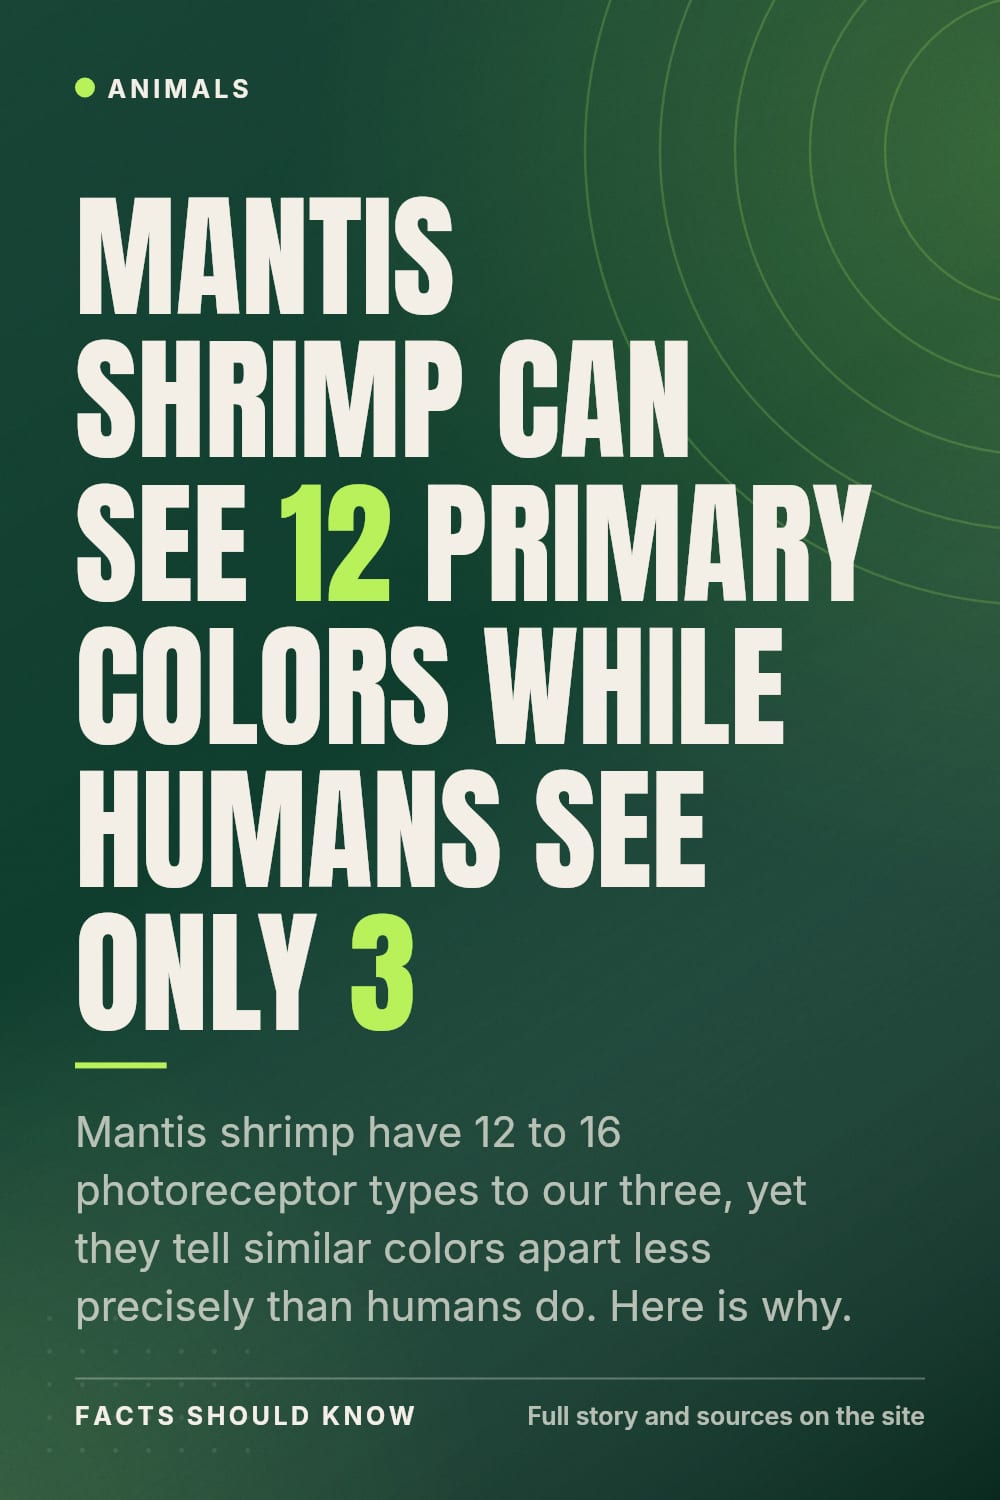 ANIMALS
MANTIS
SHRIMP CAN
SEE 12 PRIMARY
COLORS WHILE
HUMANS SEE
ONLY 3
Mantis shrimp have 12 to 16
photoreceptor types to our three, yet
they tell similar colors apart less
precisely than humans do. Here is why.
FACTS SHOULD KNOW
Full story and sources on the site